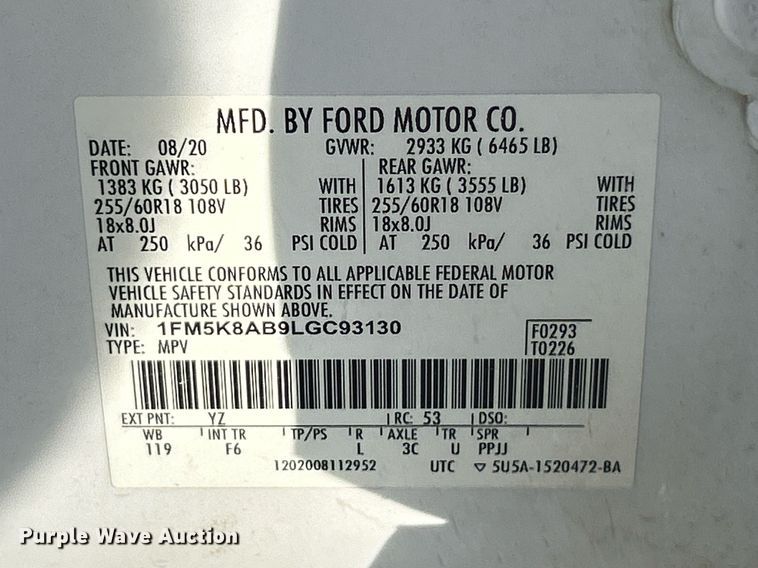 MFD. BY FORD MOTOR CO.
DATE: 08/20 GVWR: 2933 KG ( 6465 LB)
FRONT GAWR: REAR GAWR:
1383 KG ( 3050 LB) WITH 1613 KG ( 3555 LB) WITH
255/60R18 108V TIRES 255/60R18 108V TIRES
18x8.0J RIMS 18x8.0J RIMS
AT 250 kPa/ 36 PSI COLD AT 250 kPa/ 36 PSI COLD
THIS VEHICLE CONFORMS TO ALL APPLICABLE FEDERAL MOTOR
VEHICLE SAFETY STANDARDS IN EFFECT ON THE DATE OF
MANUFACTURE SHOWN ABOVE.
VIN: 1FM5K8AB9LGC93130 F0293
TYPE: MPV T0226
EXT PNT: YZ RC: 53 DSO:
WB INT TR TP/PS R AXLE TR SPR
119 F6 L 3C U PPJJ
1202008112952 UTC ▽ 5U5A-1520472-BA
Purple Wave Auction